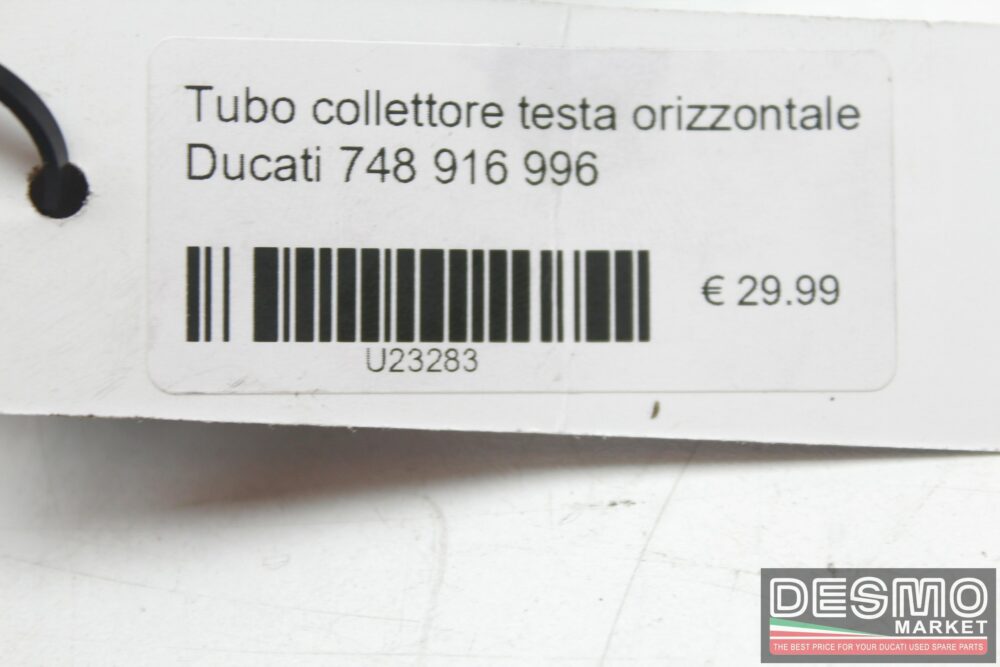 Tubo collettore testa orizzontale
Ducati 748 916 996
€ 29.99
U23283
DESMO
MARKET
THE BEST PRICE FOR YOUR DUCATI USED SPARE PARTS